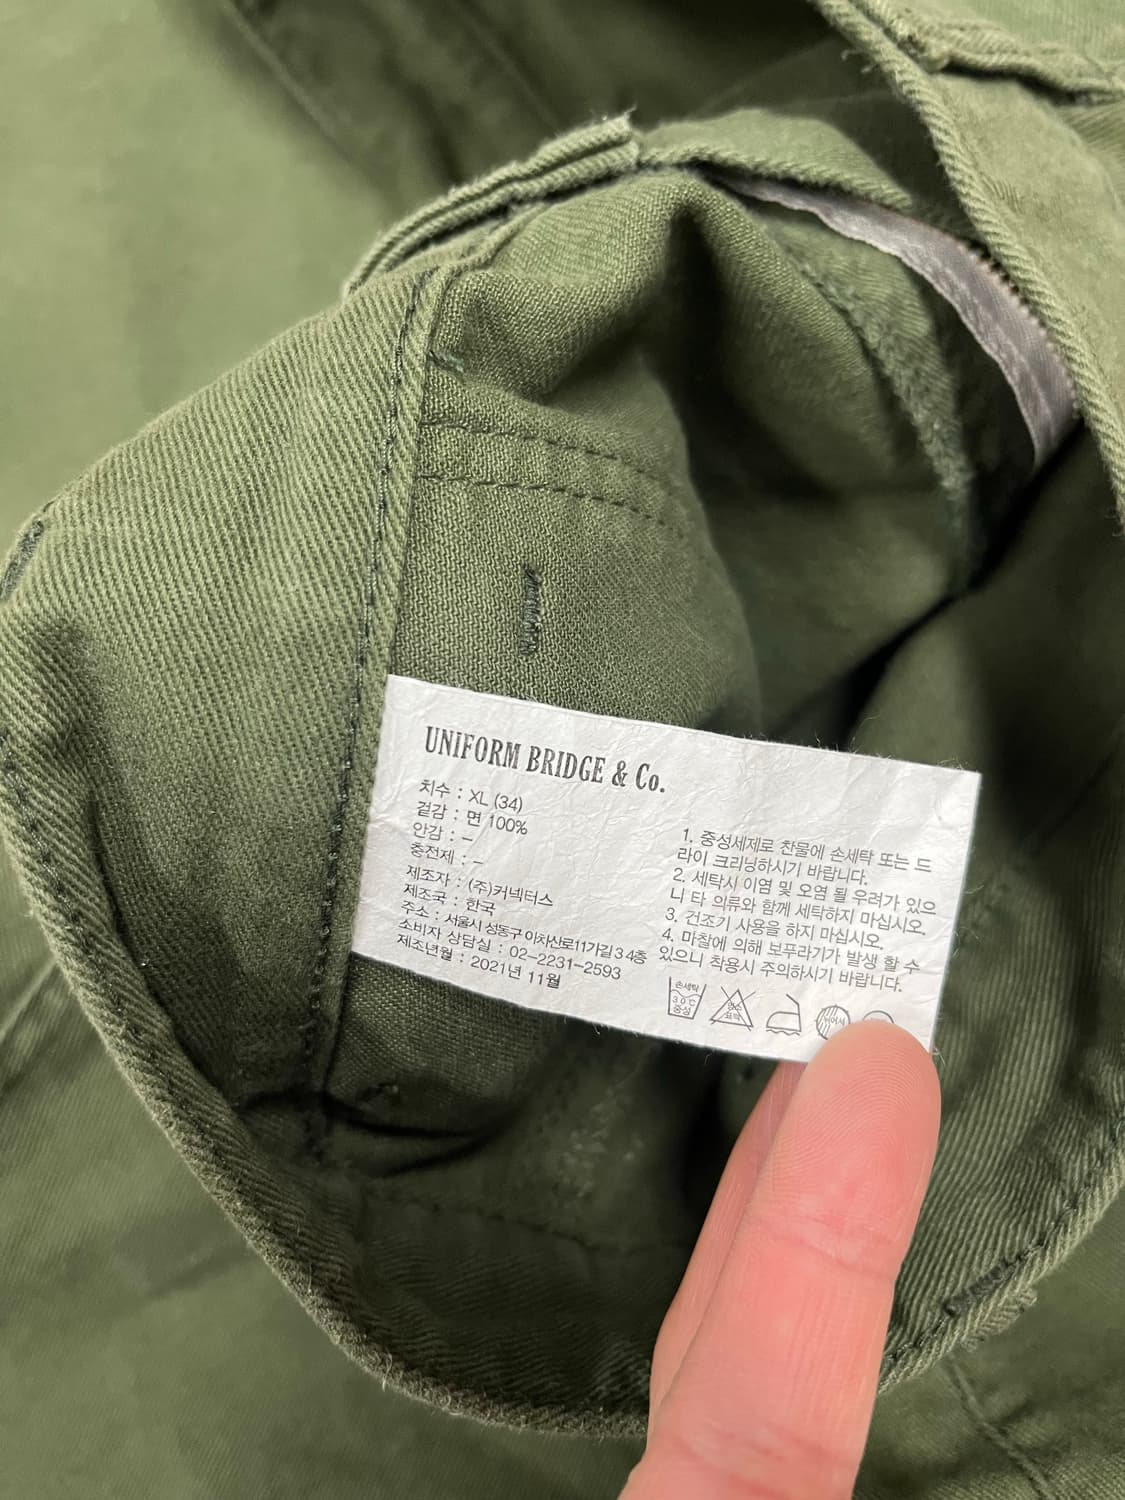 UNIFORM BRIDGE & Co.
치수 : XL (34)
겉감 : 면 100%
안감 : –
충전제 : –
제조자 : (주)커넥터스
제조국 : 한국
주소 : 서울시 성동구 아차산로11가길 3 4층
소비자 상담실 : 02–2231–2593
제조년월 : 2021년 11월
1. 중성세제로 찬물에 손세탁 또는 드
라이 크리닝하시기 바랍니다.
2. 세탁시 이염 및 오염 될 우려가 있으
니 타 의류와 함께 세탁하지 마십시오.
3. 건조기 사용을 하지 마십시오.
4. 마찰에 의해 보푸라기가 발생 할 수
있으니 착용시 주의하시기 바랍니다.
손세탁
30℃
중성
염소
표백